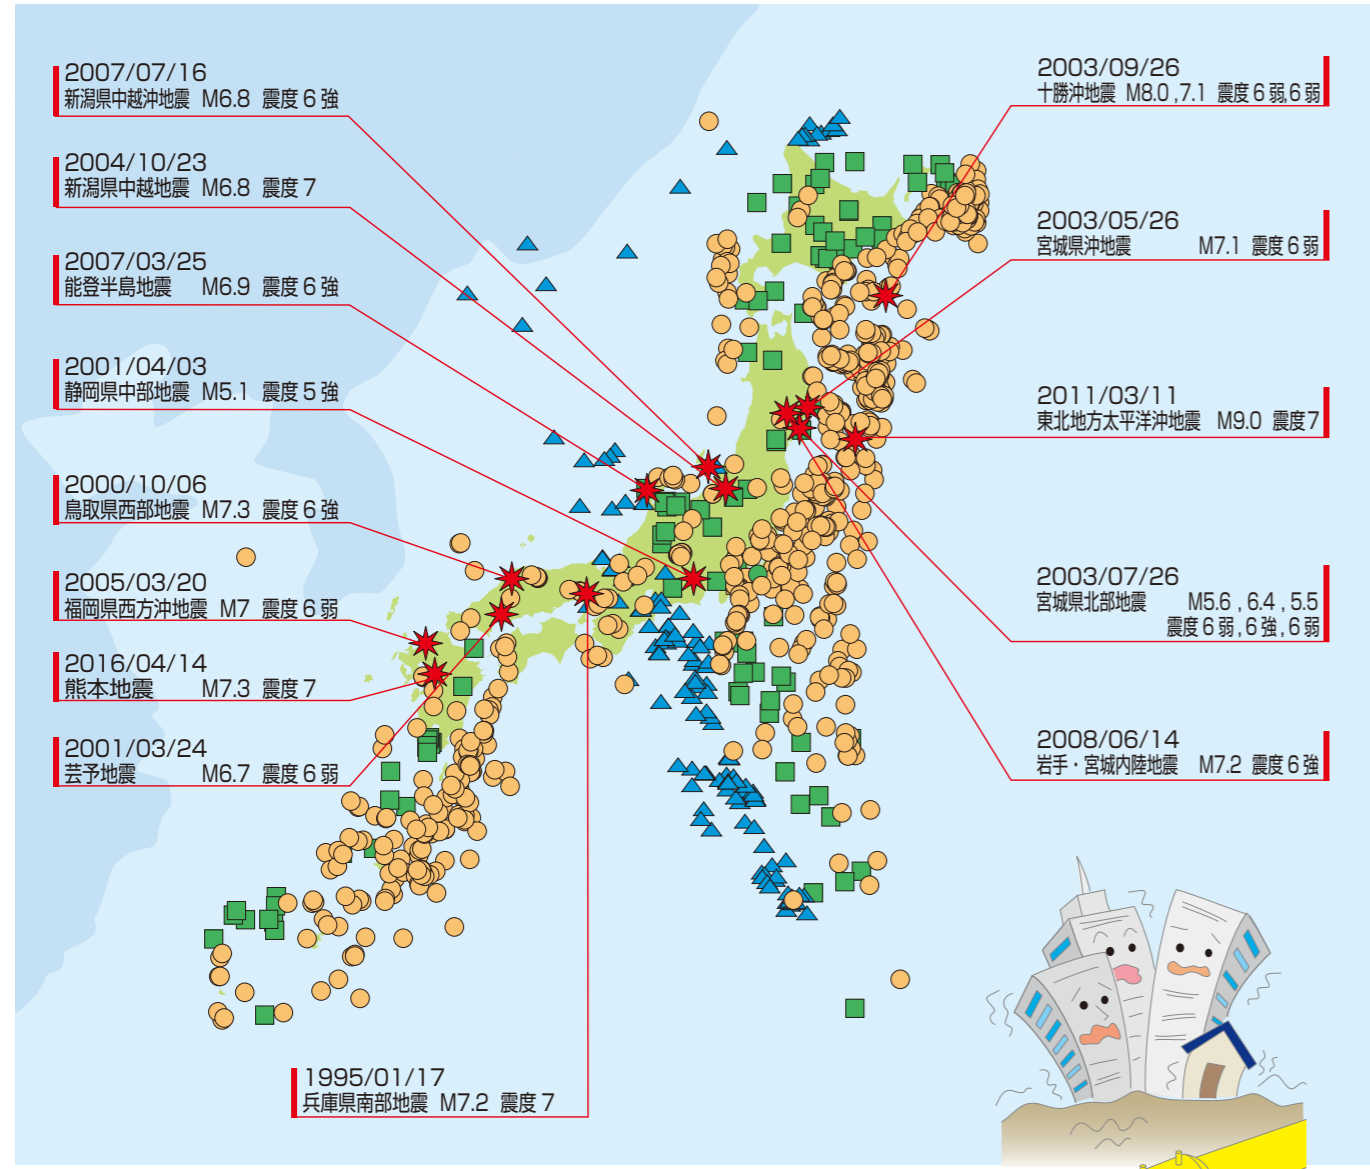 2007/07/16
新潟県中越沖地震 M6.8 震度6強
2004/10/23
新潟県中越地震 M6.8 震度7
2007/03/25
能登半島地震 M6.9 震度6強
2001/04/03
静岡県中部地震 M5.1 震度5強
2000/10/06
鳥取県西部地震 M7.3 震度6強
2005/03/20
福岡県西方沖地震 M7 震度6弱
2016/04/14
熊本地震 M7.3 震度7
2001/03/24
芸予地震 M6.7 震度6弱
1995/01/17
兵庫県南部地震 M7.2 震度7
2003/09/26
十勝沖地震 M8.0 ,7.1 震度6弱,6弱
2003/05/26
宮城県沖地震 M7.1 震度6弱
2011/03/11
東北地方太平洋沖地震 M9.0 震度7
2003/07/26
宮城県北部地震 M5.6 , 6.4 , 5.5
震度6弱,6強,6弱
2008/06/14
岩手・宮城内陸地震 M7.2 震度6強